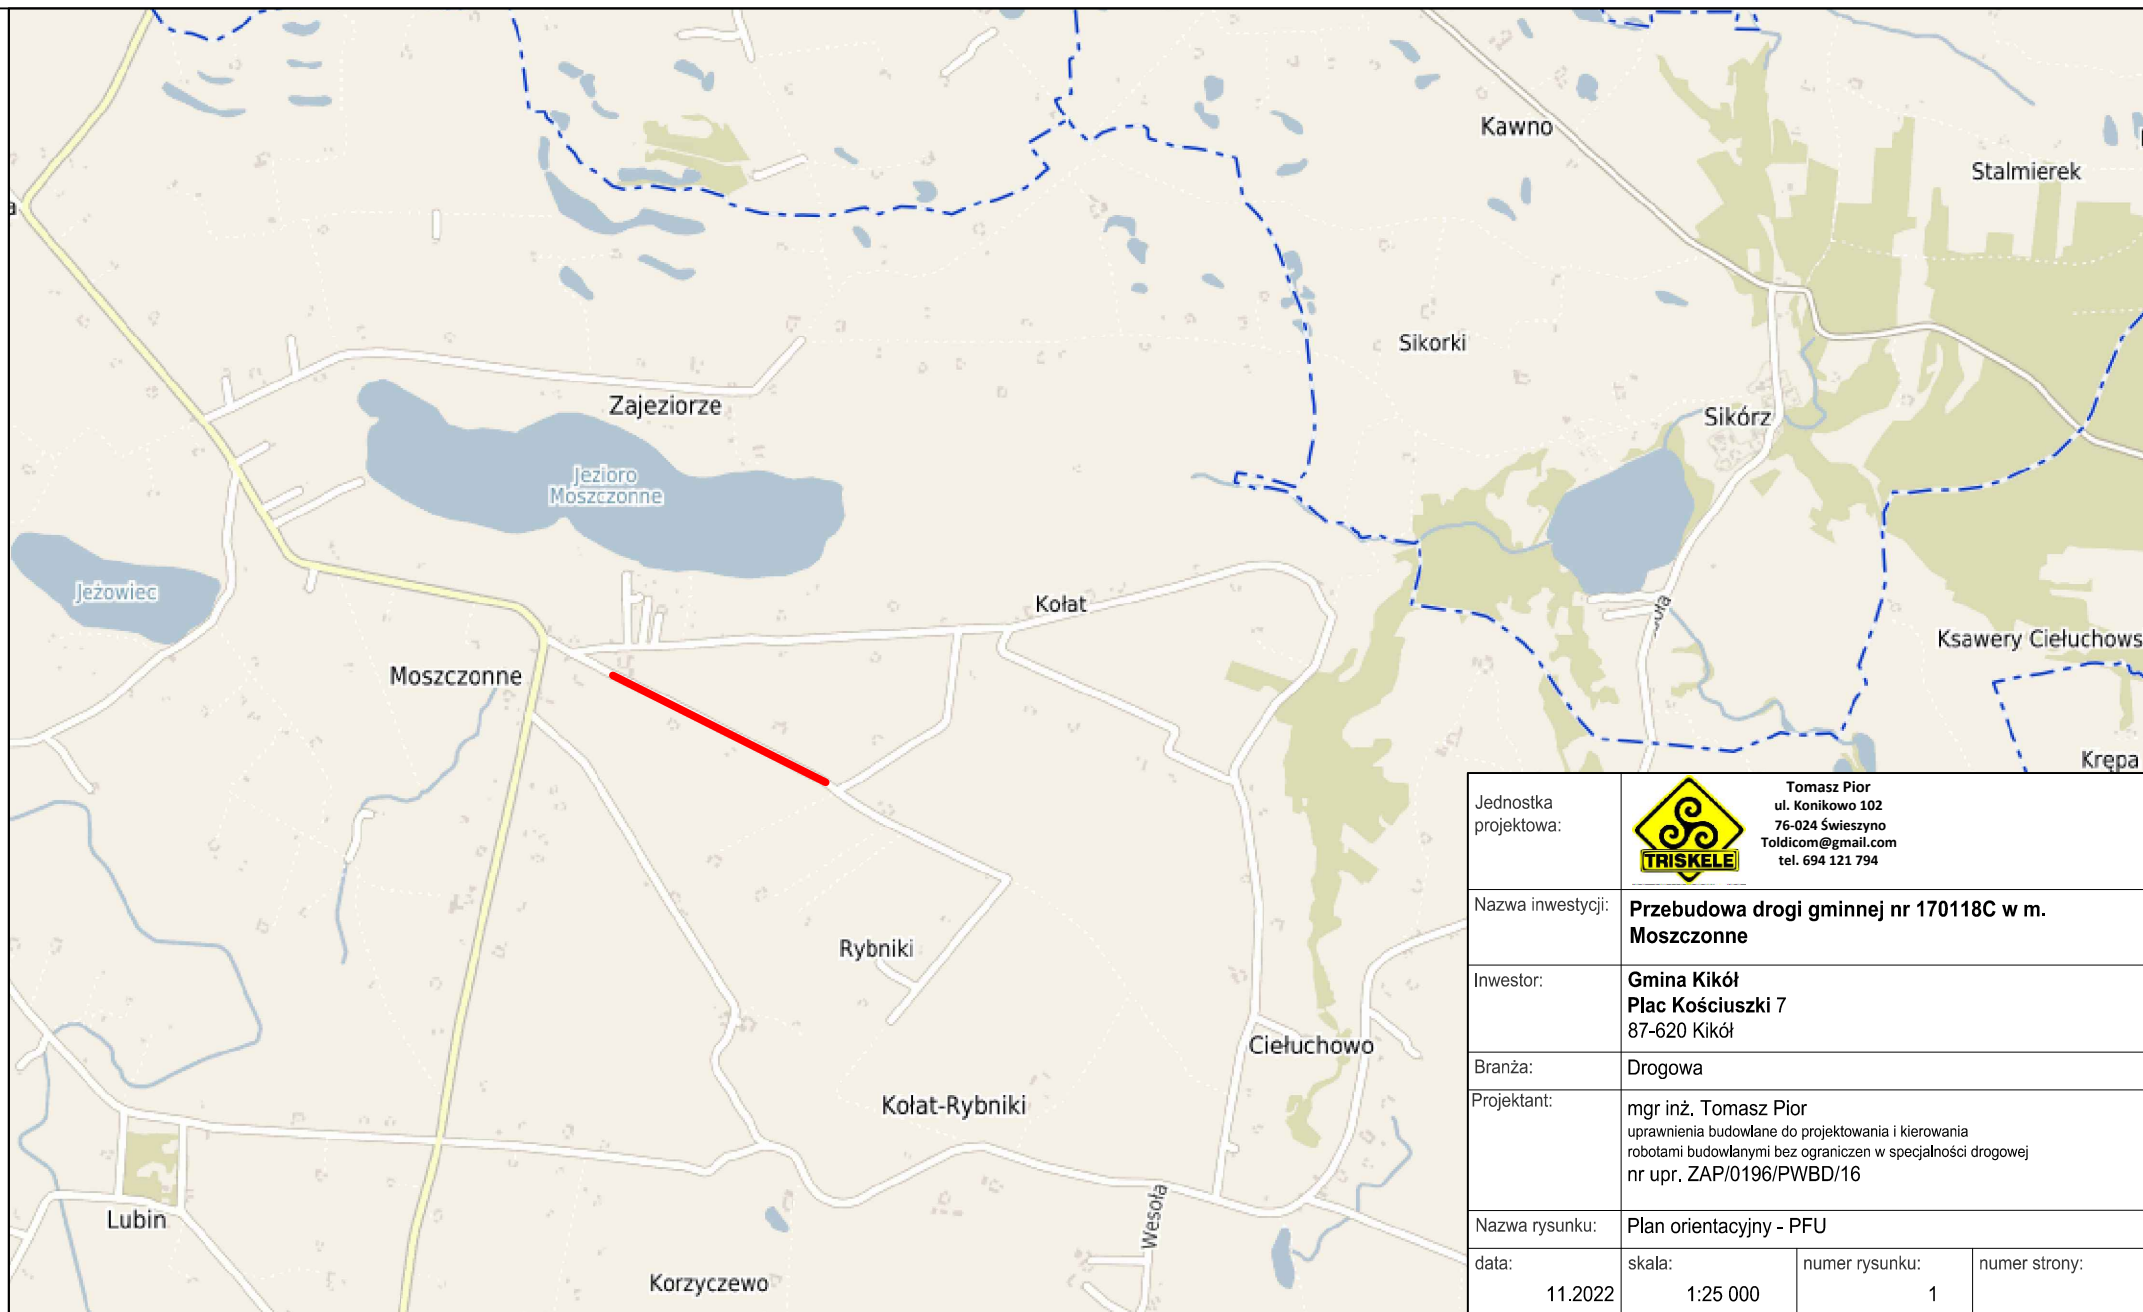 Kawno
Stalmierek
a
Sikorki
Zajeziorze
Sikórz
Jezioro
Moszczonne
Jeżowiec
Kołat
Ksawery Ciełuchows
Moszczonne
Krępa
Rybniki
Ciełuchowo
Kołat-Rybniki
Wesoła
Lubin
Korzyczewo
Jednostka
projektowa:
TRISKELE
Tomasz Pior
ul. Konikowo 102
76-024 Świeszyno
Toldicom@gmail.com
tel. 694 121 794
Nazwa inwestycji:
Przebudowa drogi gminnej nr 170118C w m.
Moszczonne
Inwestor:
Gmina Kikół
Plac Kościuszki 7
87-620 Kikół
Branża:
Drogowa
Projektant:
mgr inż. Tomasz Pior
uprawnienia budowlane do projektowania i kierowania
robotami budowlanymi bez ograniczen w specjalności drogowej
nr upr. ZAP/0196/PWBD/16
Nazwa rysunku:
Plan orientacyjny - PFU
data:
11.2022
skala:
1:25 000
numer rysunku:
1
numer strony: